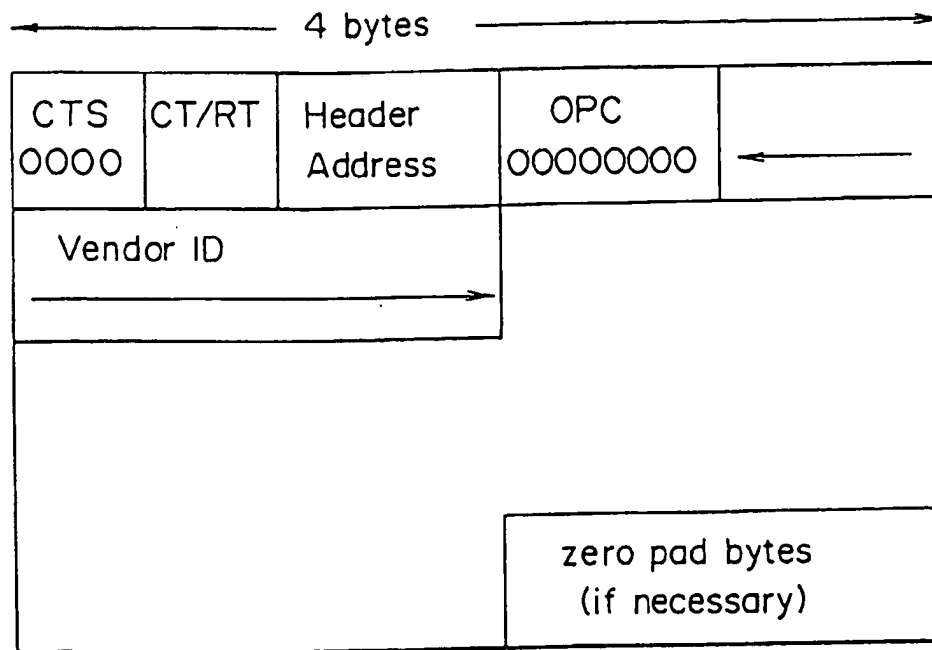 4 bytes
CTS
0000
CT/RT
Header
Address
OPC
00000000
Vendor ID
zero pad bytes
(if necessary)